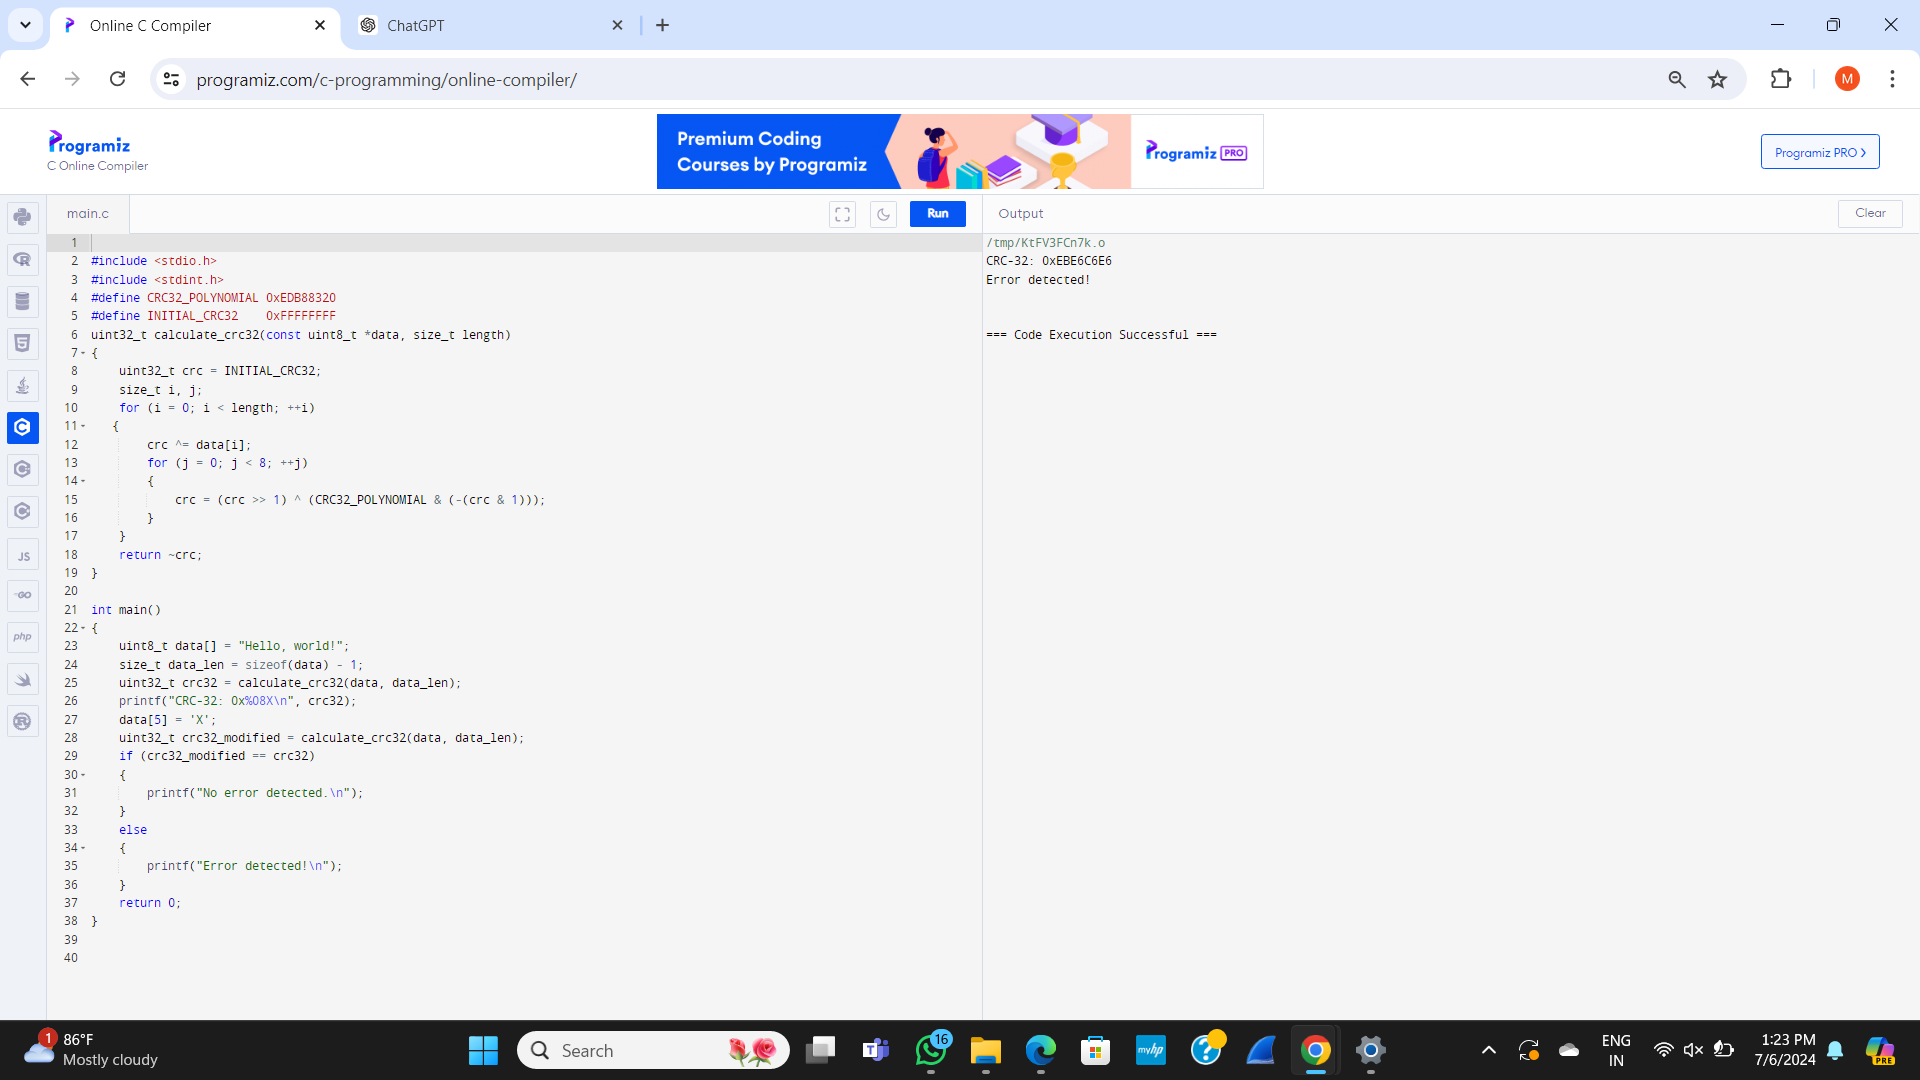 Online C Compiler
ChatGPT
programiz.com/c-programming/online-compiler/
M
Programiz
C Online Compiler
Premium Coding
Courses by Programiz
Programiz PRO
Programiz PRO
main.c
Run
Output
Clear
1
2 #include <stdio.h>
3 #include <stdint.h>
4 #define CRC32_POLYNOMIAL 0xEDB88320
5 #define INITIAL_CRC32    0xFFFFFFFF
6 uint32_t calculate_crc32(const uint8_t *data, size_t length)
7 {
8     uint32_t crc = INITIAL_CRC32;
9     size_t i, j;
10     for (i = 0; i < length; ++i)
11    {
12         crc ^= data[i];
13         for (j = 0; j < 8; ++j)
14         {
15             crc = (crc >> 1) ^ (CRC32_POLYNOMIAL & (-(crc & 1)));
16         }
17     }
18     return ~crc;
19 }
20
21 int main()
22 {
23     uint8_t data[] = "Hello, world!";
24     size_t data_len = sizeof(data) - 1;
25     uint32_t crc32 = calculate_crc32(data, data_len);
26     printf("CRC-32: 0x%08X\n", crc32);
27     data[5] = 'X';
28     uint32_t crc32_modified = calculate_crc32(data, data_len);
29     if (crc32_modified == crc32)
30     {
31         printf("No error detected.\n");
32     }
33     else
34     {
35         printf("Error detected!\n");
36     }
37     return 0;
38 }
39
40
/tmp/KtFV3FCn7k.o
CRC-32: 0xEBE6C6E6
Error detected!
=== Code Execution Successful ===
JS
GO
php
1
86°F
Mostly cloudy
Search
16
myhp
ENG
IN
1:23 PM
7/6/2024
PRE